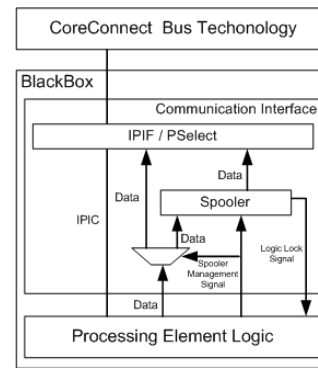 CoreConnect Bus Techonology
BlackBox
Communication Interface
IPIF / PSelect
Data
Data
Spooler
IPIC
Data
Logic Lock
Signal
Spooler
Management
Signal
Data
Processing Element Logic